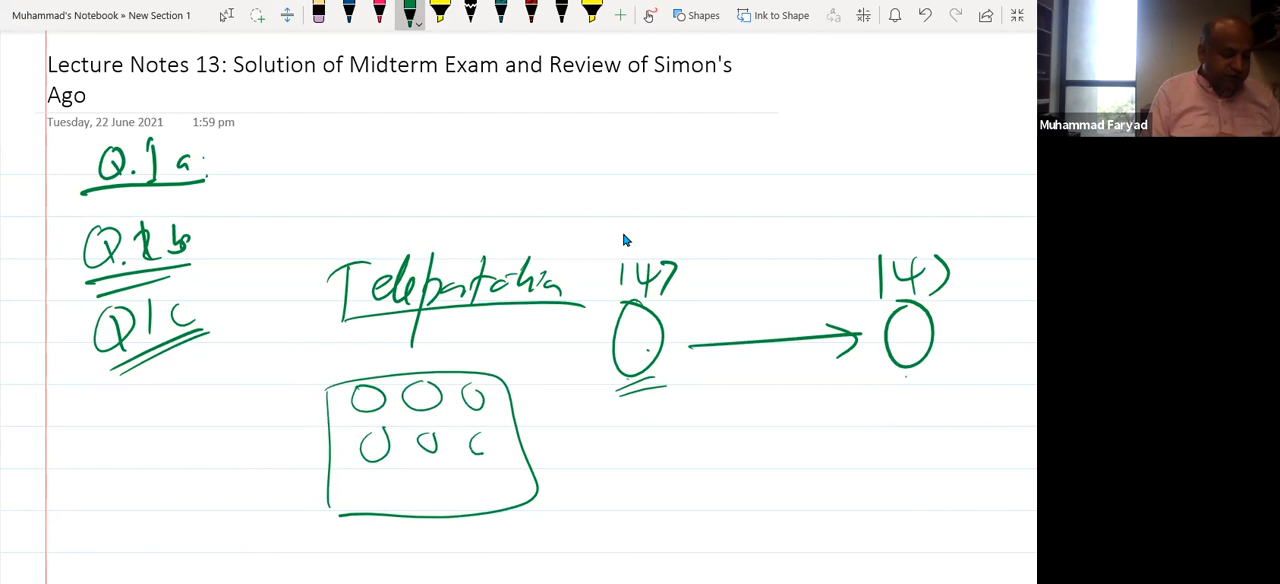 Muhammad's Notebook » New Section 1
Shapes
Ink to Shape
Lecture Notes 13: Solution of Midterm Exam and Review of Simon's
Ago
Tuesday, 22 June 2021 1:59 pm
Muhammad Faryad
Q.1 a.
Q.1 b
Q1 c
Teleportation
|ψ⟩ |ψ⟩